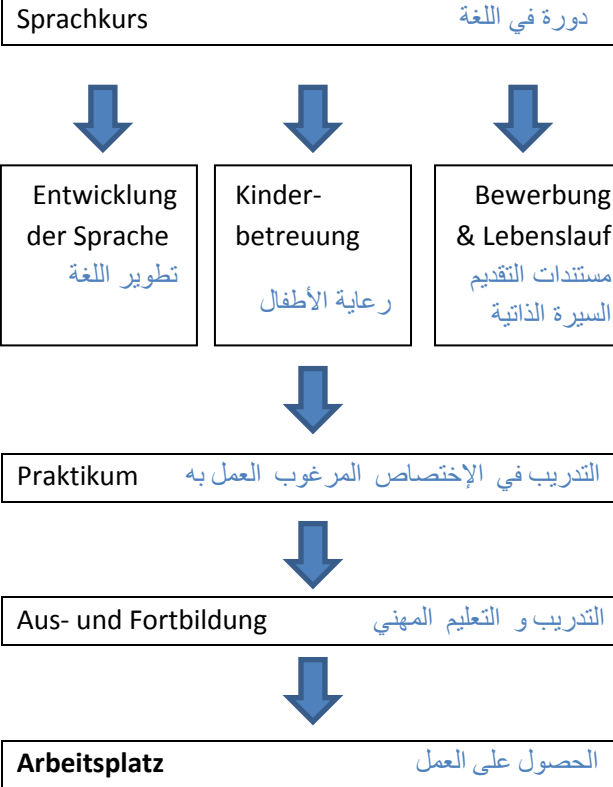 Sprachkurs دورة في اللغة
Entwicklung
der Sprache
تطوير اللغة
Kinder-
betreuung
رعاية الأطفال
Bewerbung
& Lebenslauf
مستندات التقديم
السيرة الذاتية
Praktikum التدريب في الإختصاص المرغوب العمل به
Aus- und Fortbildung التدريب و التعليم المهني
Arbeitsplatz الحصول على العمل